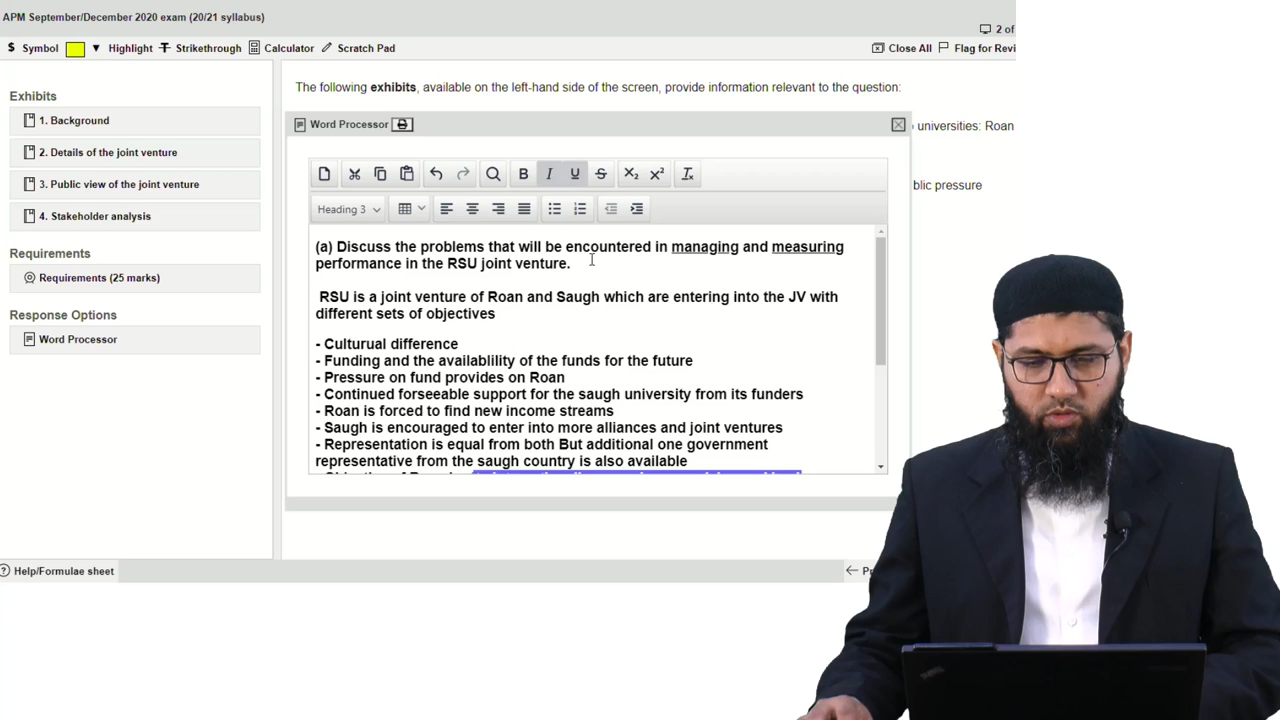 APM September/December 2020 exam (20/21 syllabus)
2 of
$ Symbol ▼ Highlight Strikethrough Calculator Scratch Pad Close All Flag for Revi
Exhibits
1. Background
2. Details of the joint venture
3. Public view of the joint venture
4. Stakeholder analysis
Requirements
Requirements (25 marks)
Response Options
Word Processor
The following exhibits, available on the left-hand side of the screen, provide information relevant to the question:
universities: Roan
blic pressure
Word Processor
Heading 3
(a) Discuss the problems that will be encountered in managing and measuring
performance in the RSU joint venture.
RSU is a joint venture of Roan and Saugh which are entering into the JV with
different sets of objectives
- Culturual difference
- Funding and the availablility of the funds for the future
- Pressure on fund provides on Roan
- Continued forseeable support for the saugh university from its funders
- Roan is forced to find new income streams
- Saugh is encouraged to enter into more alliances and joint ventures
- Representation is equal from both But additional one government
representative from the saugh country is also available
Help/Formulae sheet